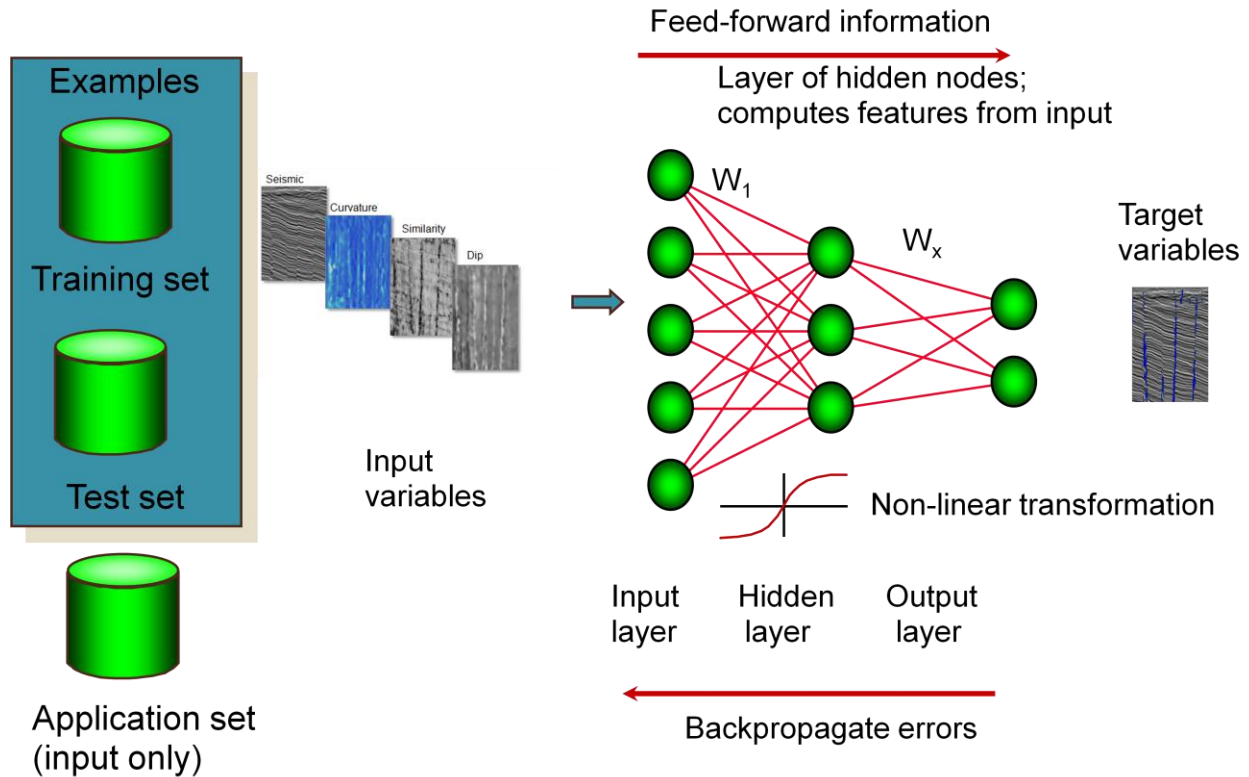 Examples
Training set
Test set
Application set
(input only)
Seismic
Curvature
Similarity
Dip
Input
variables
Feed-forward information
Layer of hidden nodes;
computes features from input
W1
Wx
Target
variables
Non-linear transformation
Input
layer
Hidden
layer
Output
layer
Backpropagate errors